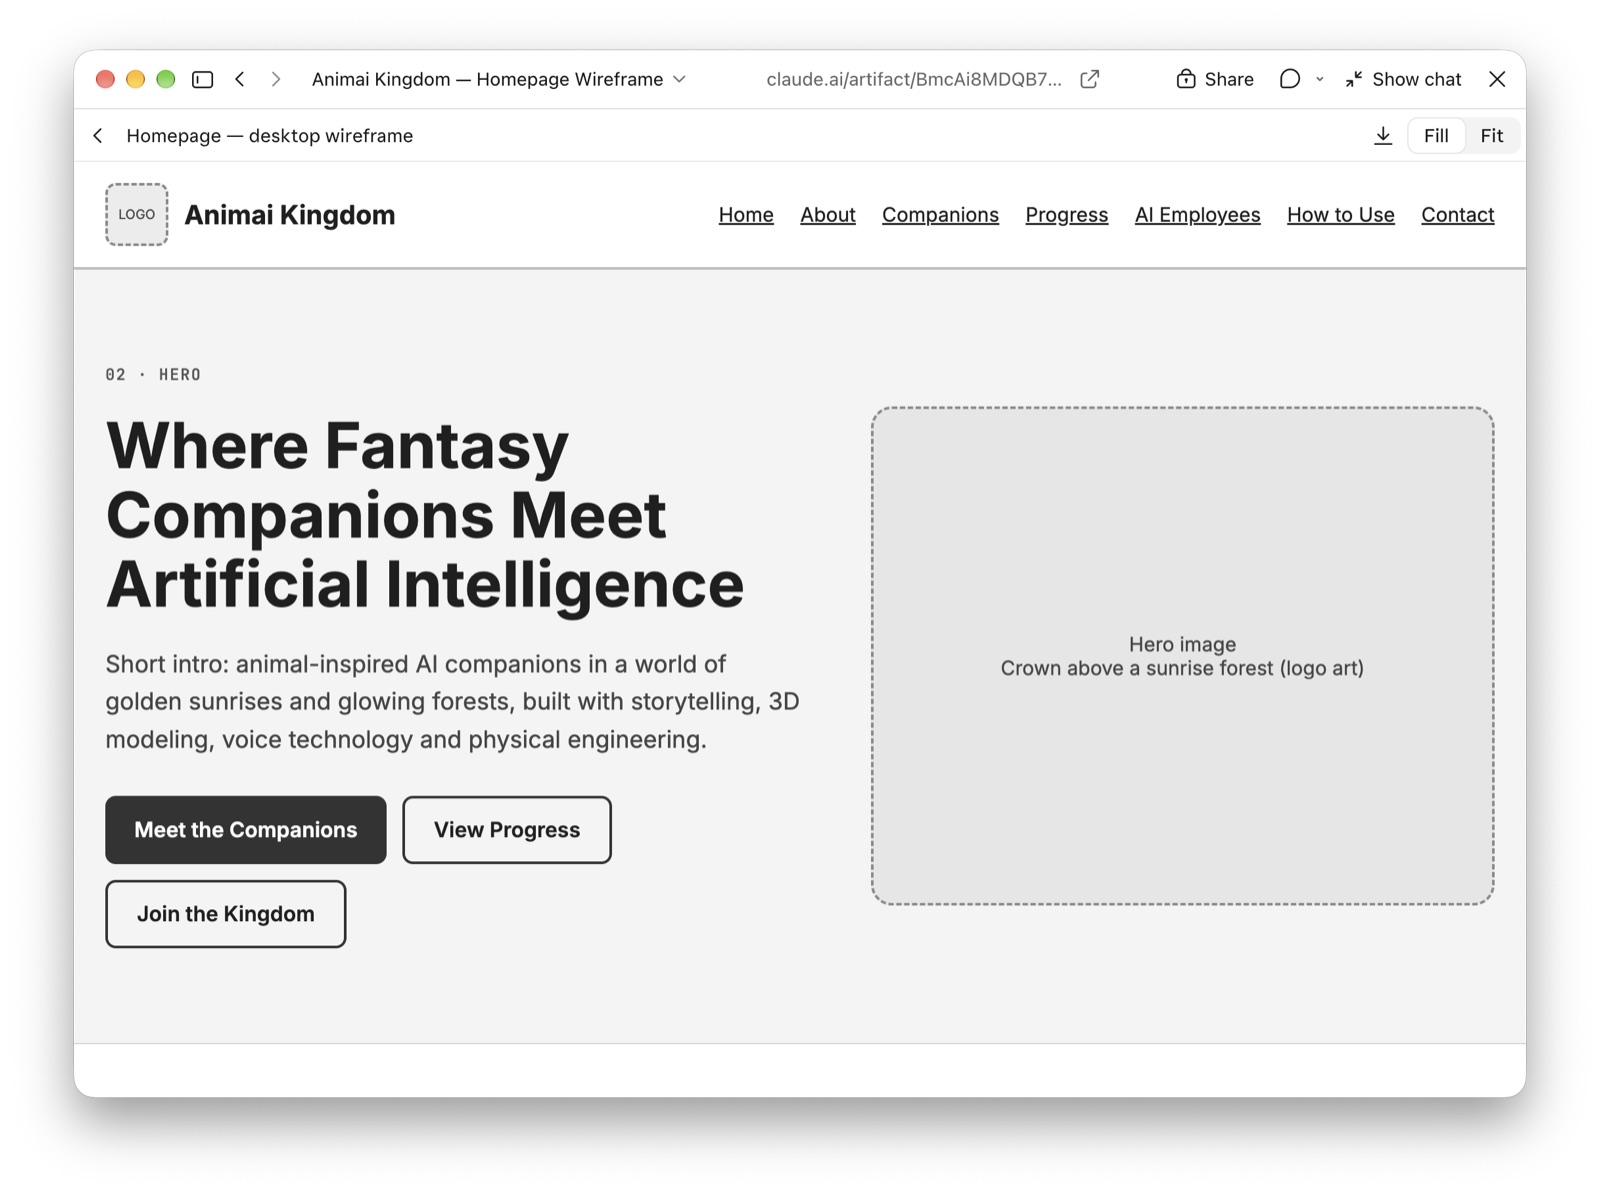 Animai Kingdom — Homepage Wireframe
claude.ai/artifact/BmcAi8MDQB7...
Share
Show chat
Homepage — desktop wireframe
Fill
Fit
LOGO
Animai Kingdom
Home
About
Companions
Progress
AI Employees
How to Use
Contact
02 · HERO
Where Fantasy
Companions Meet
Artificial Intelligence
Short intro: animal-inspired AI companions in a world of
golden sunrises and glowing forests, built with storytelling, 3D
modeling, voice technology and physical engineering.
Meet the Companions
View Progress
Join the Kingdom
Hero image
Crown above a sunrise forest (logo art)